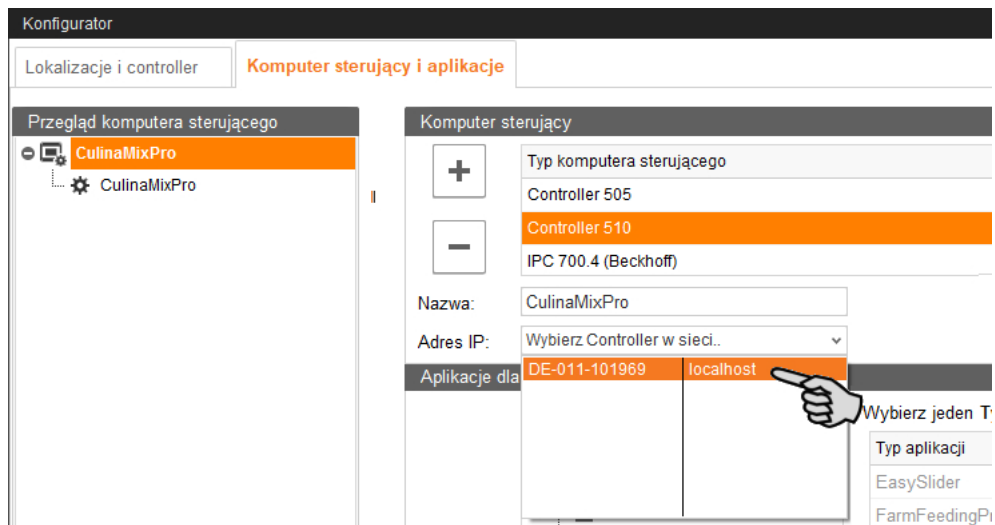 Konfigurator
Lokalizacje i controller
Komputer sterujący i aplikacje
Przegląd komputera sterującego
CulinaMixPro
CulinaMixPro
Komputer sterujący
Typ komputera sterującego
Controller 505
Controller 510
IPC 700.4 (Beckhoff)
Nazwa: CulinaMixPro
Adres IP: Wybierz Controller w sieci..
DE-011-101969 localhost
Aplikacje dla
Wybierz jeden
Typ aplikacji
EasySlider